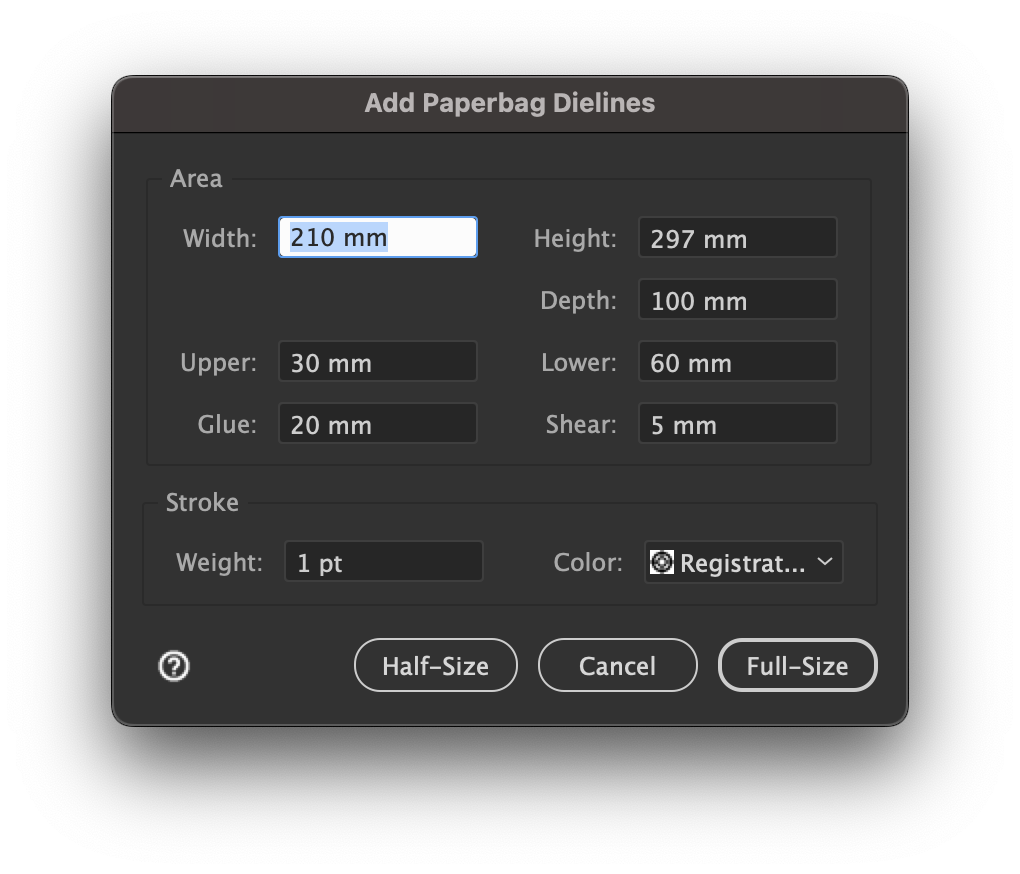 Add Paperbag Dielines
Area
Width: 210 mm Height: 297 mm
Depth: 100 mm
Upper: 30 mm Lower: 60 mm
Glue: 20 mm Shear: 5 mm
Stroke
Weight: 1 pt Color: Registrat...
? Half-Size Cancel Full-Size